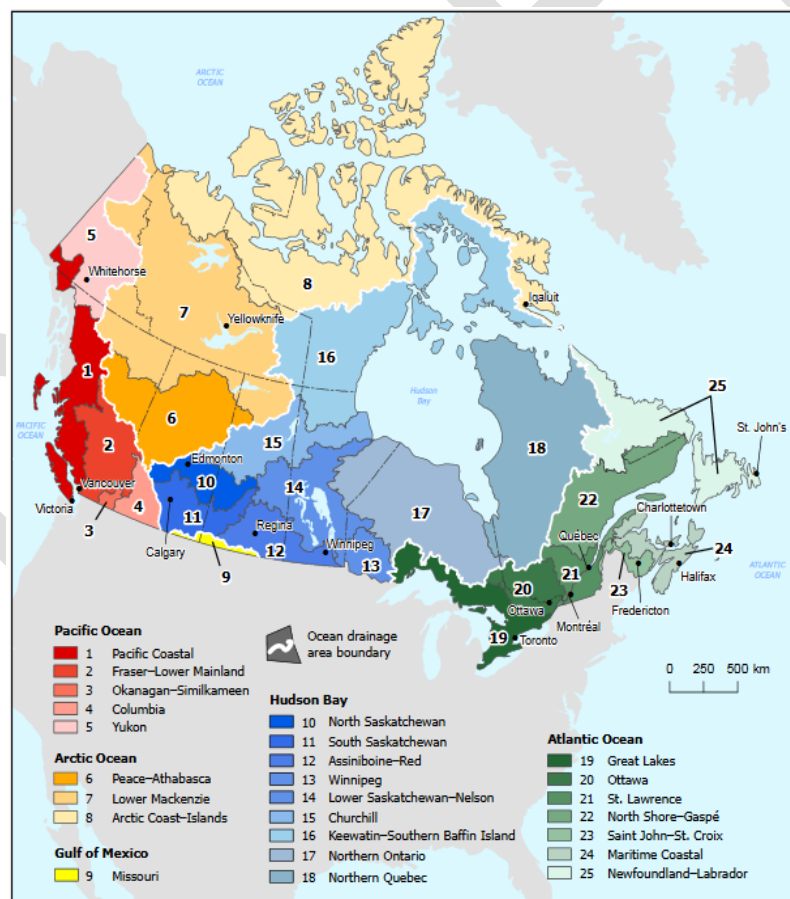 ARCTIC
OCEAN
5
Whitehorse
8
7
Yellowknife
Iqaluit
16
1
Hudson
Bay
25
6
PACIFIC
OCEAN
2
15
18
St. John's
Edmonton
10
14
Vancouver
22
Victoria
4
11
17
Charlottetown
3
Regina
Québec
Calgary
12
Winnipeg
24
9
13
20
21
23
Halifax
ATLANTIC
OCEAN
Ottawa
Montréal
Fredericton
19
Toronto
Ocean drainage
area boundary
0 250 500 km
Pacific Ocean
1 Pacific Coastal
2 Fraser–Lower Mainland
3 Okanagan–Similkameen
4 Columbia
5 Yukon
Arctic Ocean
6 Peace–Athabasca
7 Lower Mackenzie
8 Arctic Coast–Islands
Gulf of Mexico
9 Missouri
Hudson Bay
10 North Saskatchewan
11 South Saskatchewan
12 Assiniboine–Red
13 Winnipeg
14 Lower Saskatchewan–Nelson
15 Churchill
16 Keewatin–Southern Baffin Island
17 Northern Ontario
18 Northern Quebec
Atlantic Ocean
19 Great Lakes
20 Ottawa
21 St. Lawrence
22 North Shore–Gaspé
23 Saint John–St. Croix
24 Maritime Coastal
25 Newfoundland–Labrador